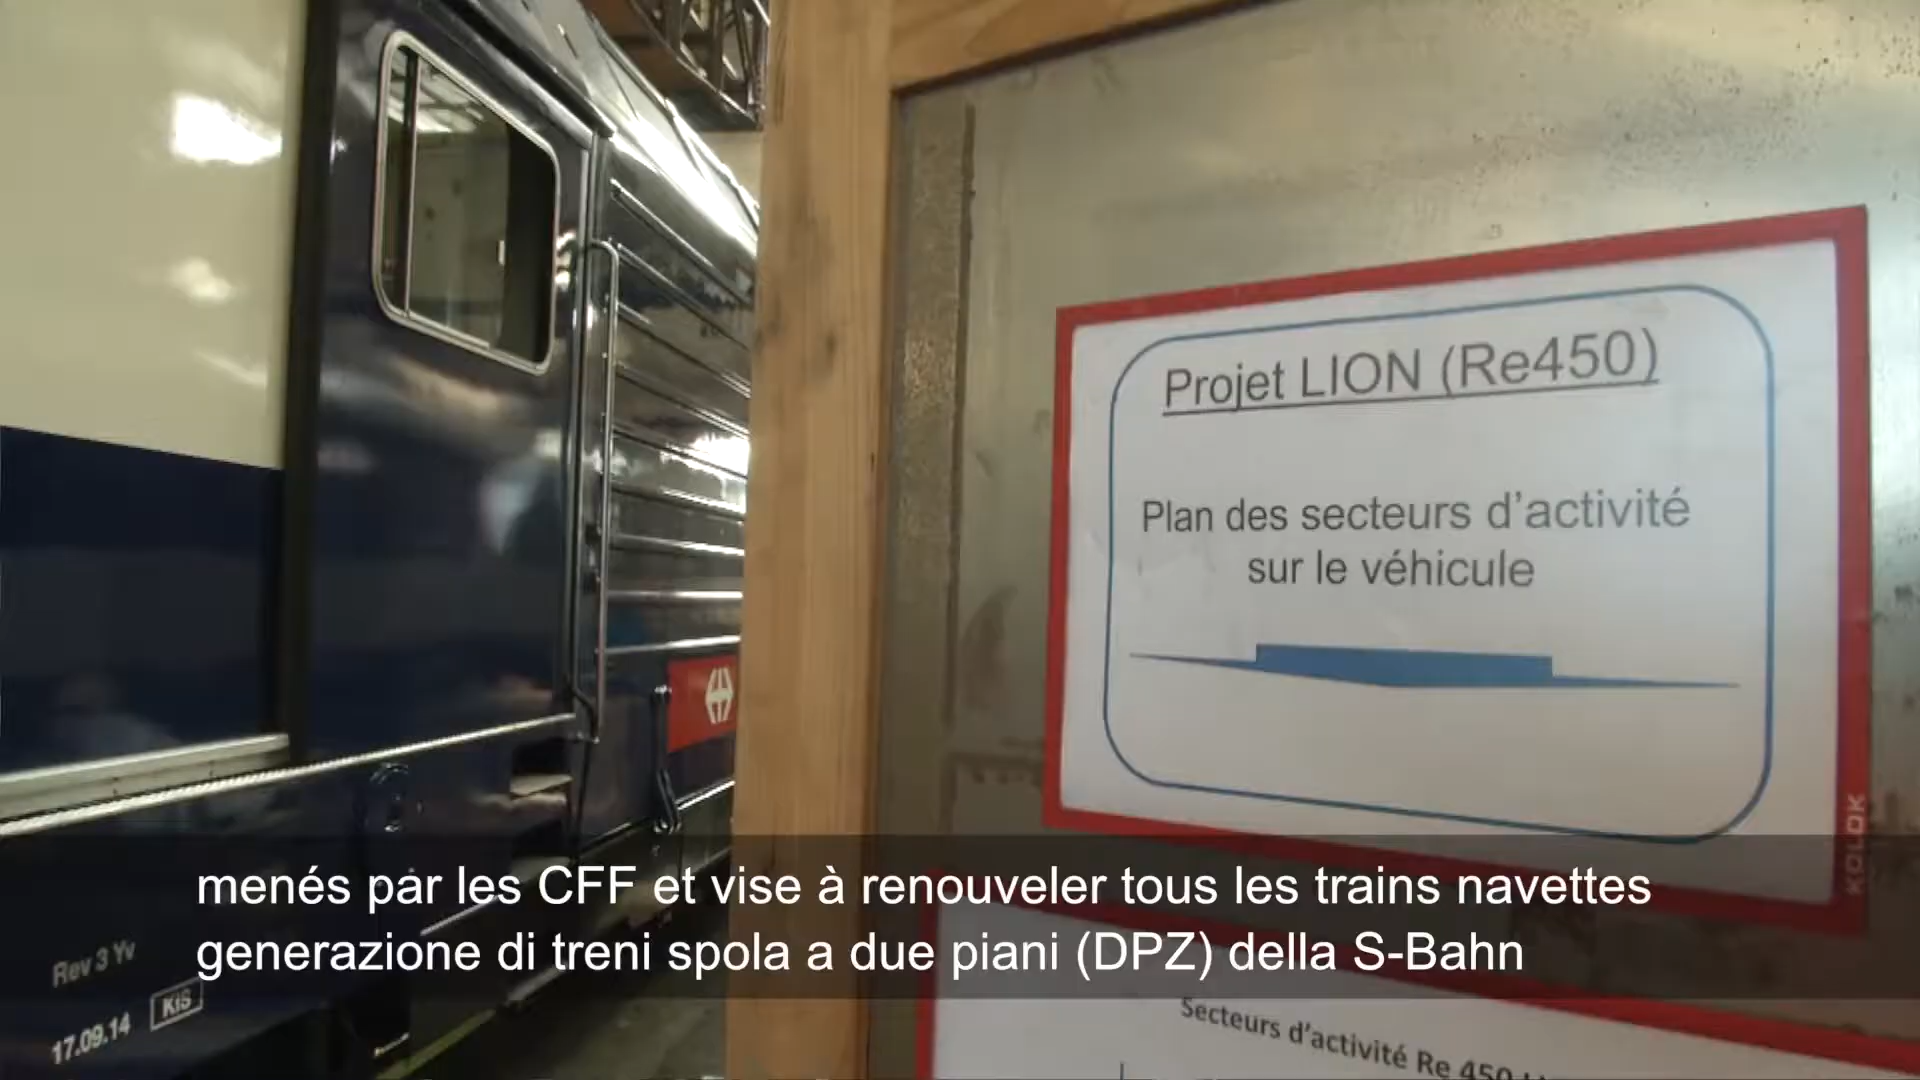 Projet LION (Re450)
Plan des secteurs d’activité
sur le véhicule
KOLOK
menés par les CFF et vise à renouveler tous les trains navettes
generazione di treni spola a due piani (DPZ) della S-Bahn
Rev 3 Yv
17.09.14 KiS
Secteurs d’activité Re 450